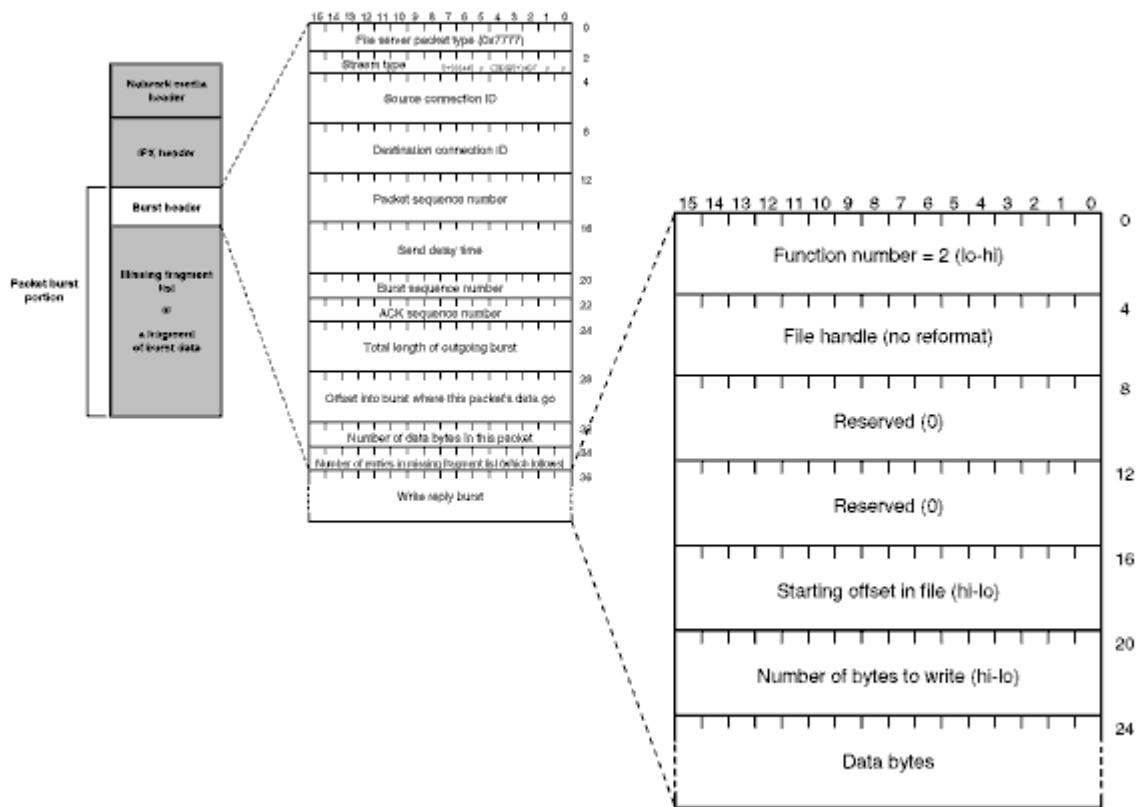 Network media
header
IPX header
Burst header
Missing fragment
list
or
a fragment
of burst data
Packet burst
portion
15 14 13 12 11 10 9 8 7 6 5 4 3 2 1 0
0
File server packet type (0x7777)
2
Stream type
4
Source connection ID
8
Destination connection ID
12
Packet sequence number
16
Send delay time
20
Burst sequence number
22
ACK sequence number
24
Total length of outgoing burst
28
Offset into burst where this packet's data go
32
Number of data bytes in this packet
34
Number of entries in missing fragment list (which follows)
36
Write reply burst
15 14 13 12 11 10 9 8 7 6 5 4 3 2 1 0
0
Function number = 2 (lo-hi)
4
File handle (no reformat)
8
Reserved (0)
12
Reserved (0)
16
Starting offset in file (hi-lo)
20
Number of bytes to write (hi-lo)
24
Data bytes